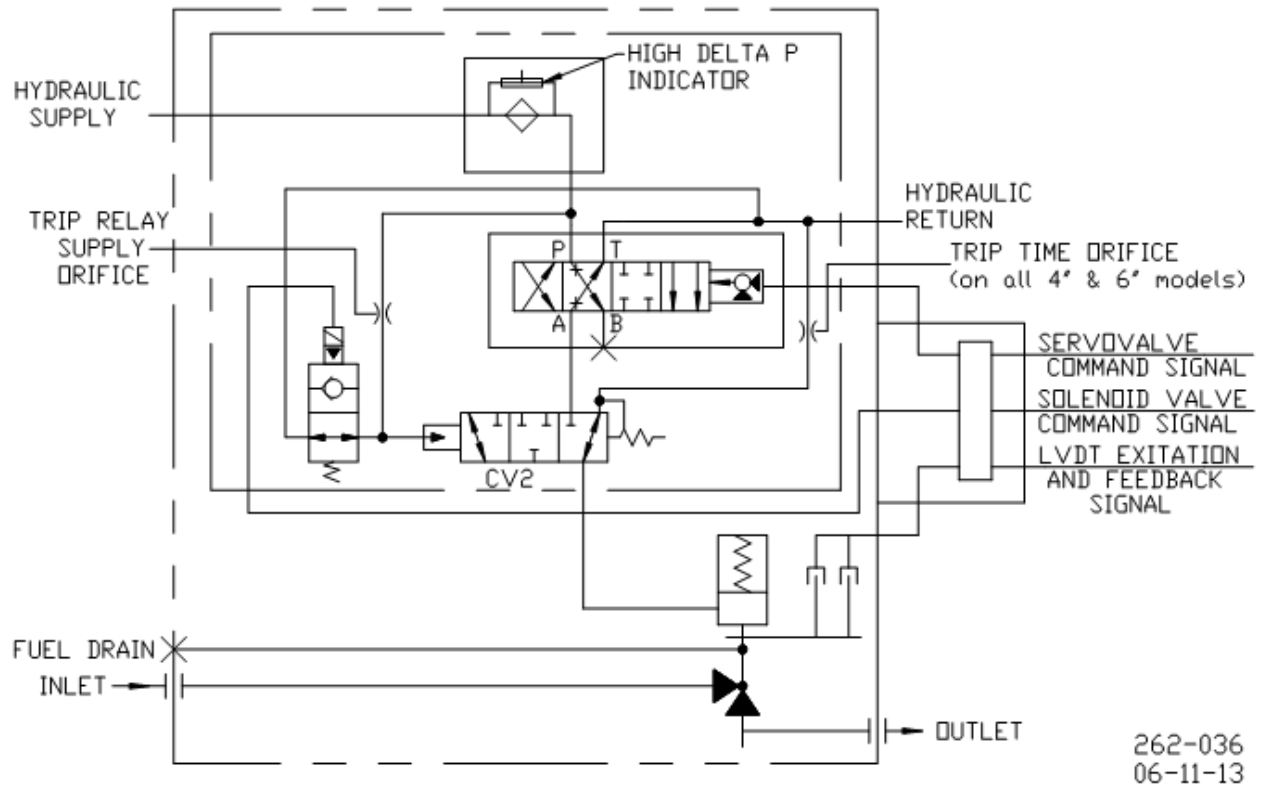 HIGH DELTA P
INDICATOR
HYDRAULIC
SUPPLY
HYDRAULIC
RETURN
TRIP RELAY
SUPPLY
ORIFICE
TRIP TIME ORIFICE
(on all 4" & 6" models)
P T
A B
SERVOVALVE
COMMAND SIGNAL
SOLENOID VALVE
COMMAND SIGNAL
LVDT EXITATION
AND FEEDBACK
SIGNAL
CV2
FUEL DRAIN
INLET
OUTLET
262-036
06-11-13